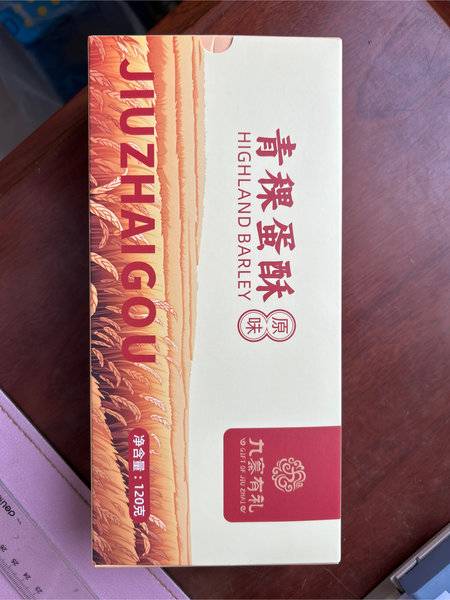 青稞蛋酥
HIGHLAND BARLEY
原味
九寨有礼
GIFT OF JIU ZHAI
JIUZHAIGOU
净含量:120克